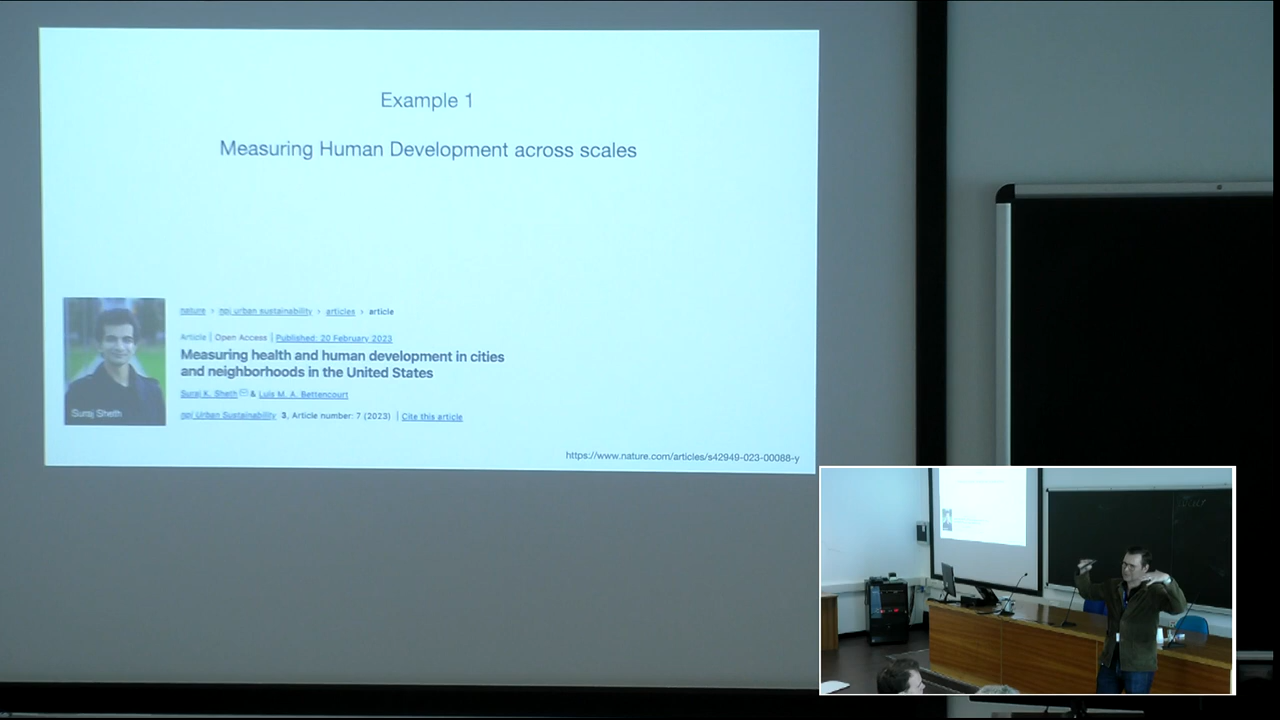 Example 1
Measuring Human Development across scales
nature › npj urban sustainability › articles › article
Article | Open Access | Published: 20 February 2023
Measuring health and human development in cities
and neighborhoods in the United States
Suraj K. Sheth & Luís M. A. Bettencourt
npj Urban Sustainability 3, Article number: 7 (2023) | Cite this article
Suraj Sheth
https://www.nature.com/articles/s42949-023-00088-y